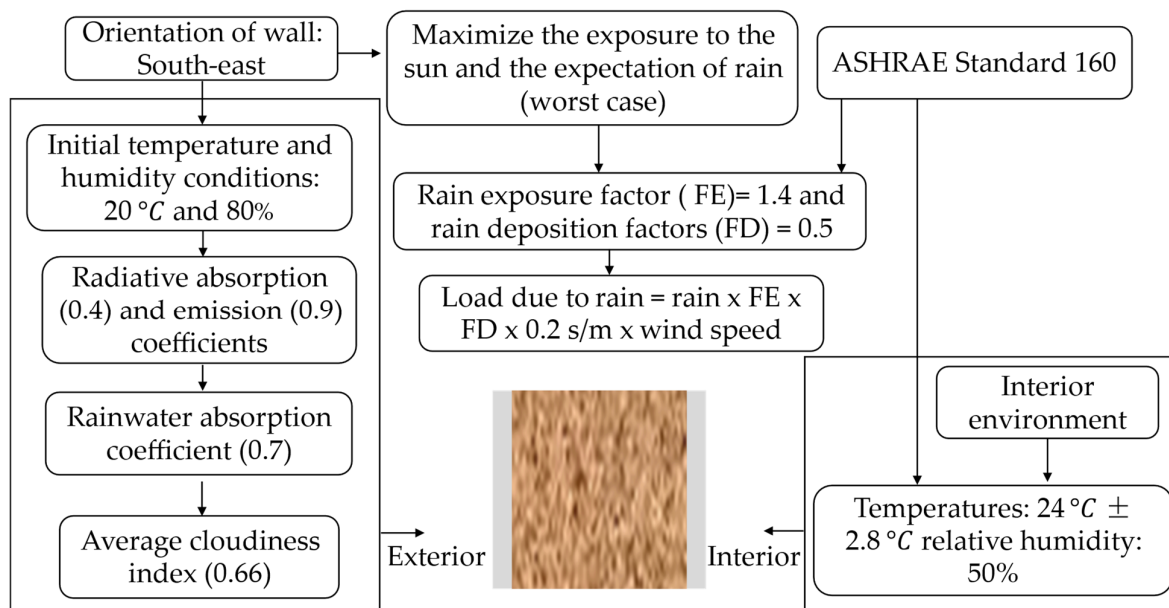 Orientation of wall:
South-east
Maximize the exposure to the
sun and the expectation of rain
(worst case)
ASHRAE Standard 160
Initial temperature and
humidity conditions:
20 °C and 80%
Rain exposure factor ( FE)= 1.4 and
rain deposition factors (FD) = 0.5
Radiative absorption
(0.4) and emission (0.9)
coefficients
Load due to rain = rain x FE x
FD x 0.2 s/m x wind speed
Rainwater absorption
coefficient (0.7)
Interior
environment
Average cloudiness
index (0.66)
Exterior
Interior
Temperatures: 24 °C ±
2.8 °C relative humidity:
50%